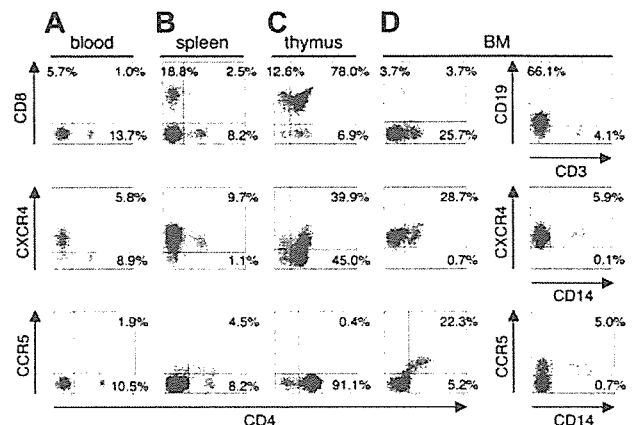 A B C D
blood spleen thymus BM
CD8 5.7% 1.0% 18.8% 2.5% 12.6% 78.0% 3.7% 3.7% CD19 66.1%
13.7% 8.2% 6.9% 25.7% 4.1%
CD3
CXCR4 5.8% 9.7% 39.9% 28.7% CXCR4 5.9%
8.9% 1.1% 45.0% 0.7% 0.1%
CD14
CCR5 1.9% 4.5% 0.4% 22.3% CCR5 5.0%
10.5% 8.2% 91.1% 5.2% 0.7%
CD4 CD14